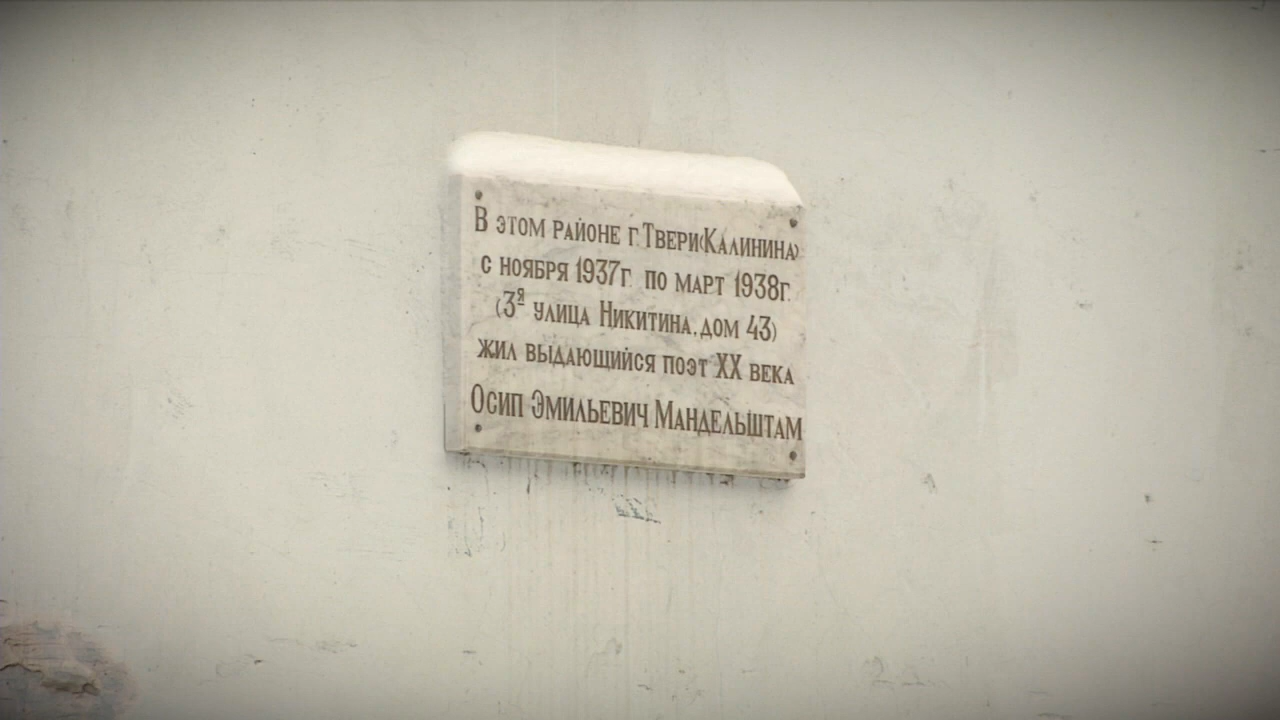 В этом районе г. Твери(Калинина)
с ноября 1937г. по март 1938г.
(3я улица Никитина, дом 43)
жил выдающийся поэт XX века
Осип Эмильевич Мандельштам